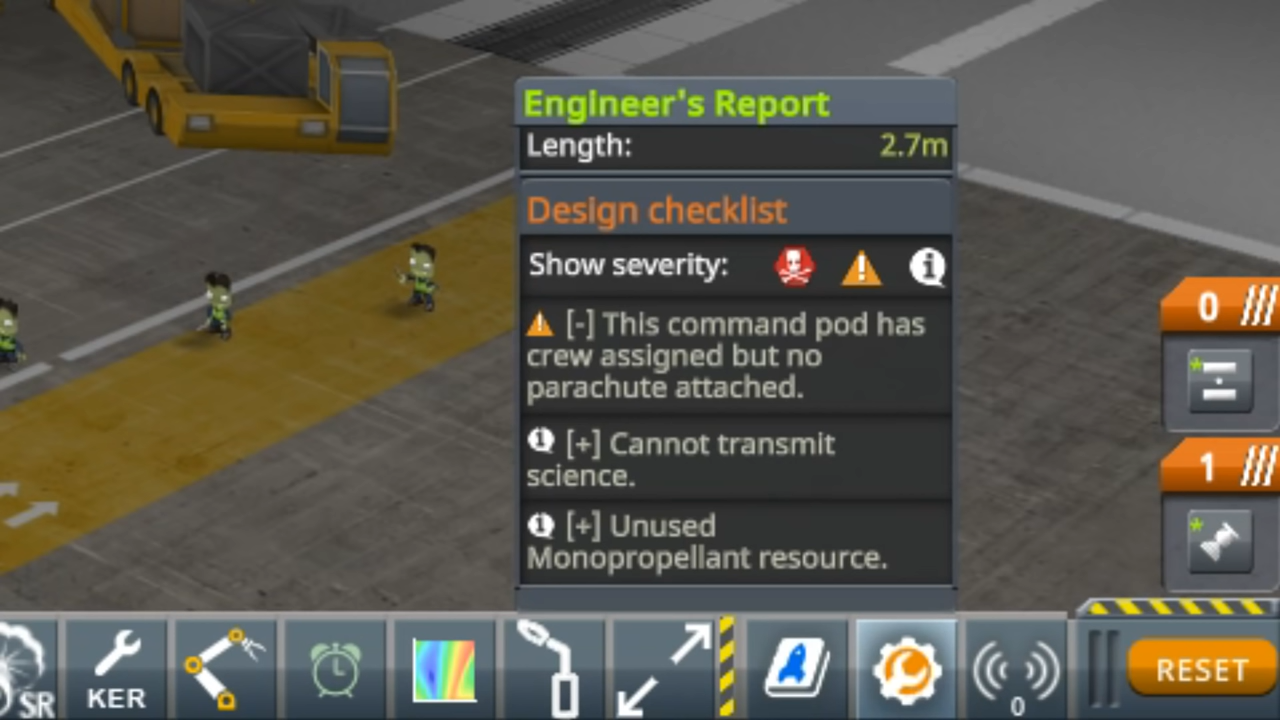 Engineer's Report
Length: 2.7m
Design checklist
Show severity:
[-] This command pod has
crew assigned but no
parachute attached.
[+] Cannot transmit
science.
[+] Unused
Monopropellant resource.
0
1
SR
KER
0
RESET